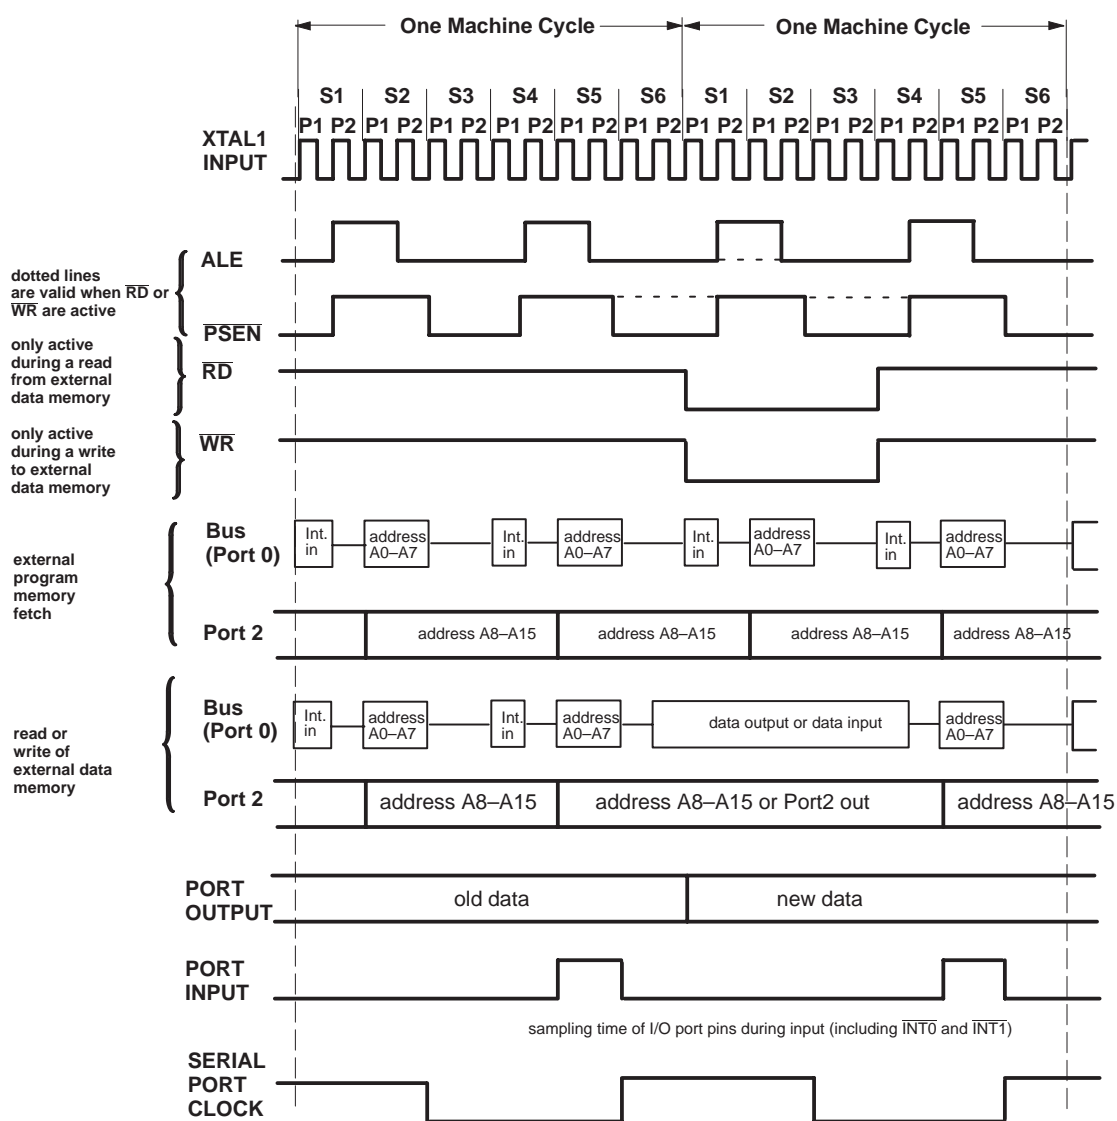 One Machine Cycle One Machine Cycle
S1 S2 S3 S4 S5 S6 S1 S2 S3 S4 S5 S6
P1 P2 P1 P2 P1 P2 P1 P2 P1 P2 P1 P2 P1 P2 P1 P2 P1 P2 P1 P2 P1 P2 P1 P2
XTAL1
INPUT
ALE
dotted lines
are valid when R̅D̅ or
W̅R̅ are active
P̅S̅E̅N̅
only active
during a read
from external
data memory
R̅D̅
only active
during a write
to external
data memory
W̅R̅
external
program
memory
fetch
Bus
(Port 0)
Int. address Int. address Int. address Int. address
in A0–A7 in A0–A7 in A0–A7 in A0–A7
Port 2 address A8–A15 address A8–A15 address A8–A15 address A8–A15
read or
write of
external data
memory
Bus
(Port 0)
Int. address Int. address data output or data input address
in A0–A7 in A0–A7 A0–A7
Port 2 address A8–A15 address A8–A15 or Port2 out address A8–A15
PORT
OUTPUT
old data new data
PORT
INPUT
sampling time of I/O port pins during input (including I̅N̅T̅0̅ and I̅N̅T̅1̅)
SERIAL
PORT
CLOCK